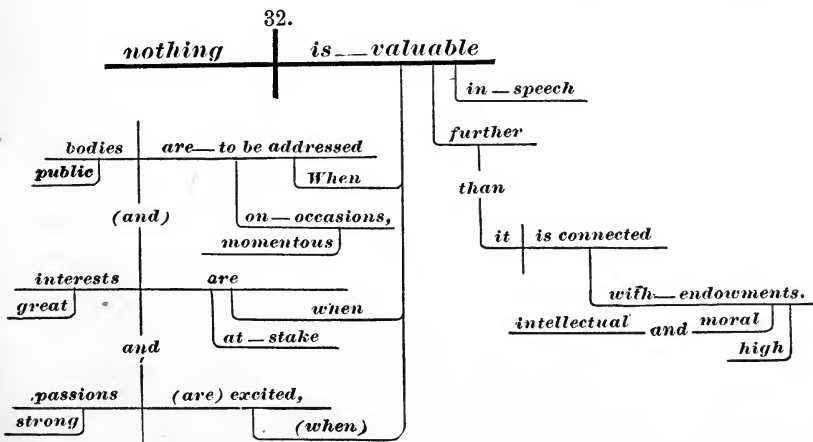 32.
nothing is valuable
in speech
further
bodies are to be addressed
public When
than
(and) on occasions,
momentous it is connected
interests are
great when with endowments.
intellectual and moral
at stake
and high
passions (are) excited,
strong (when)